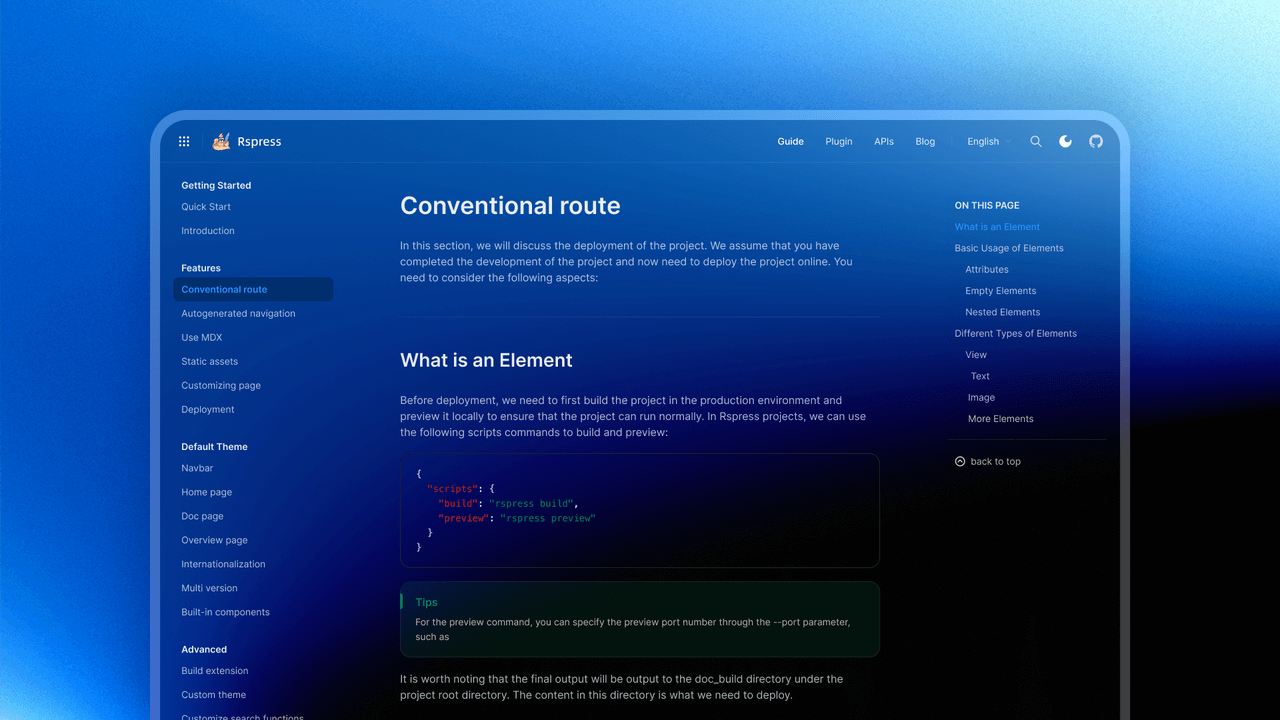 Rspress
Guide
Plugin
APIs
Blog
English
Getting Started
Quick Start
Introduction
Features
Conventional route
Autogenerated navigation
Use MDX
Static assets
Customizing page
Deployment
Default Theme
Navbar
Home page
Doc page
Overview page
Internationalization
Multi version
Built-in components
Advanced
Build extension
Custom theme
Customize search functions
Conventional route
In this section, we will discuss the deployment of the project. We assume that you have
completed the development of the project and now need to deploy the project online. You
need to consider the following aspects:
What is an Element
Before deployment, we need to first build the project in the production environment and
preview it locally to ensure that the project can run normally. In Rspress projects, we can use
the following scripts commands to build and preview:
{
"scripts": {
"build": "rspress build",
"preview": "rspress preview"
}
}
Tips
For the preview command, you can specify the preview port number through the --port parameter,
such as
It is worth noting that the final output will be output to the doc_build directory under the
project root directory. The content in this directory is what we need to deploy.
ON THIS PAGE
What is an Element
Basic Usage of Elements
Attributes
Empty Elements
Nested Elements
Different Types of Elements
View
Text
Image
More Elements
back to top